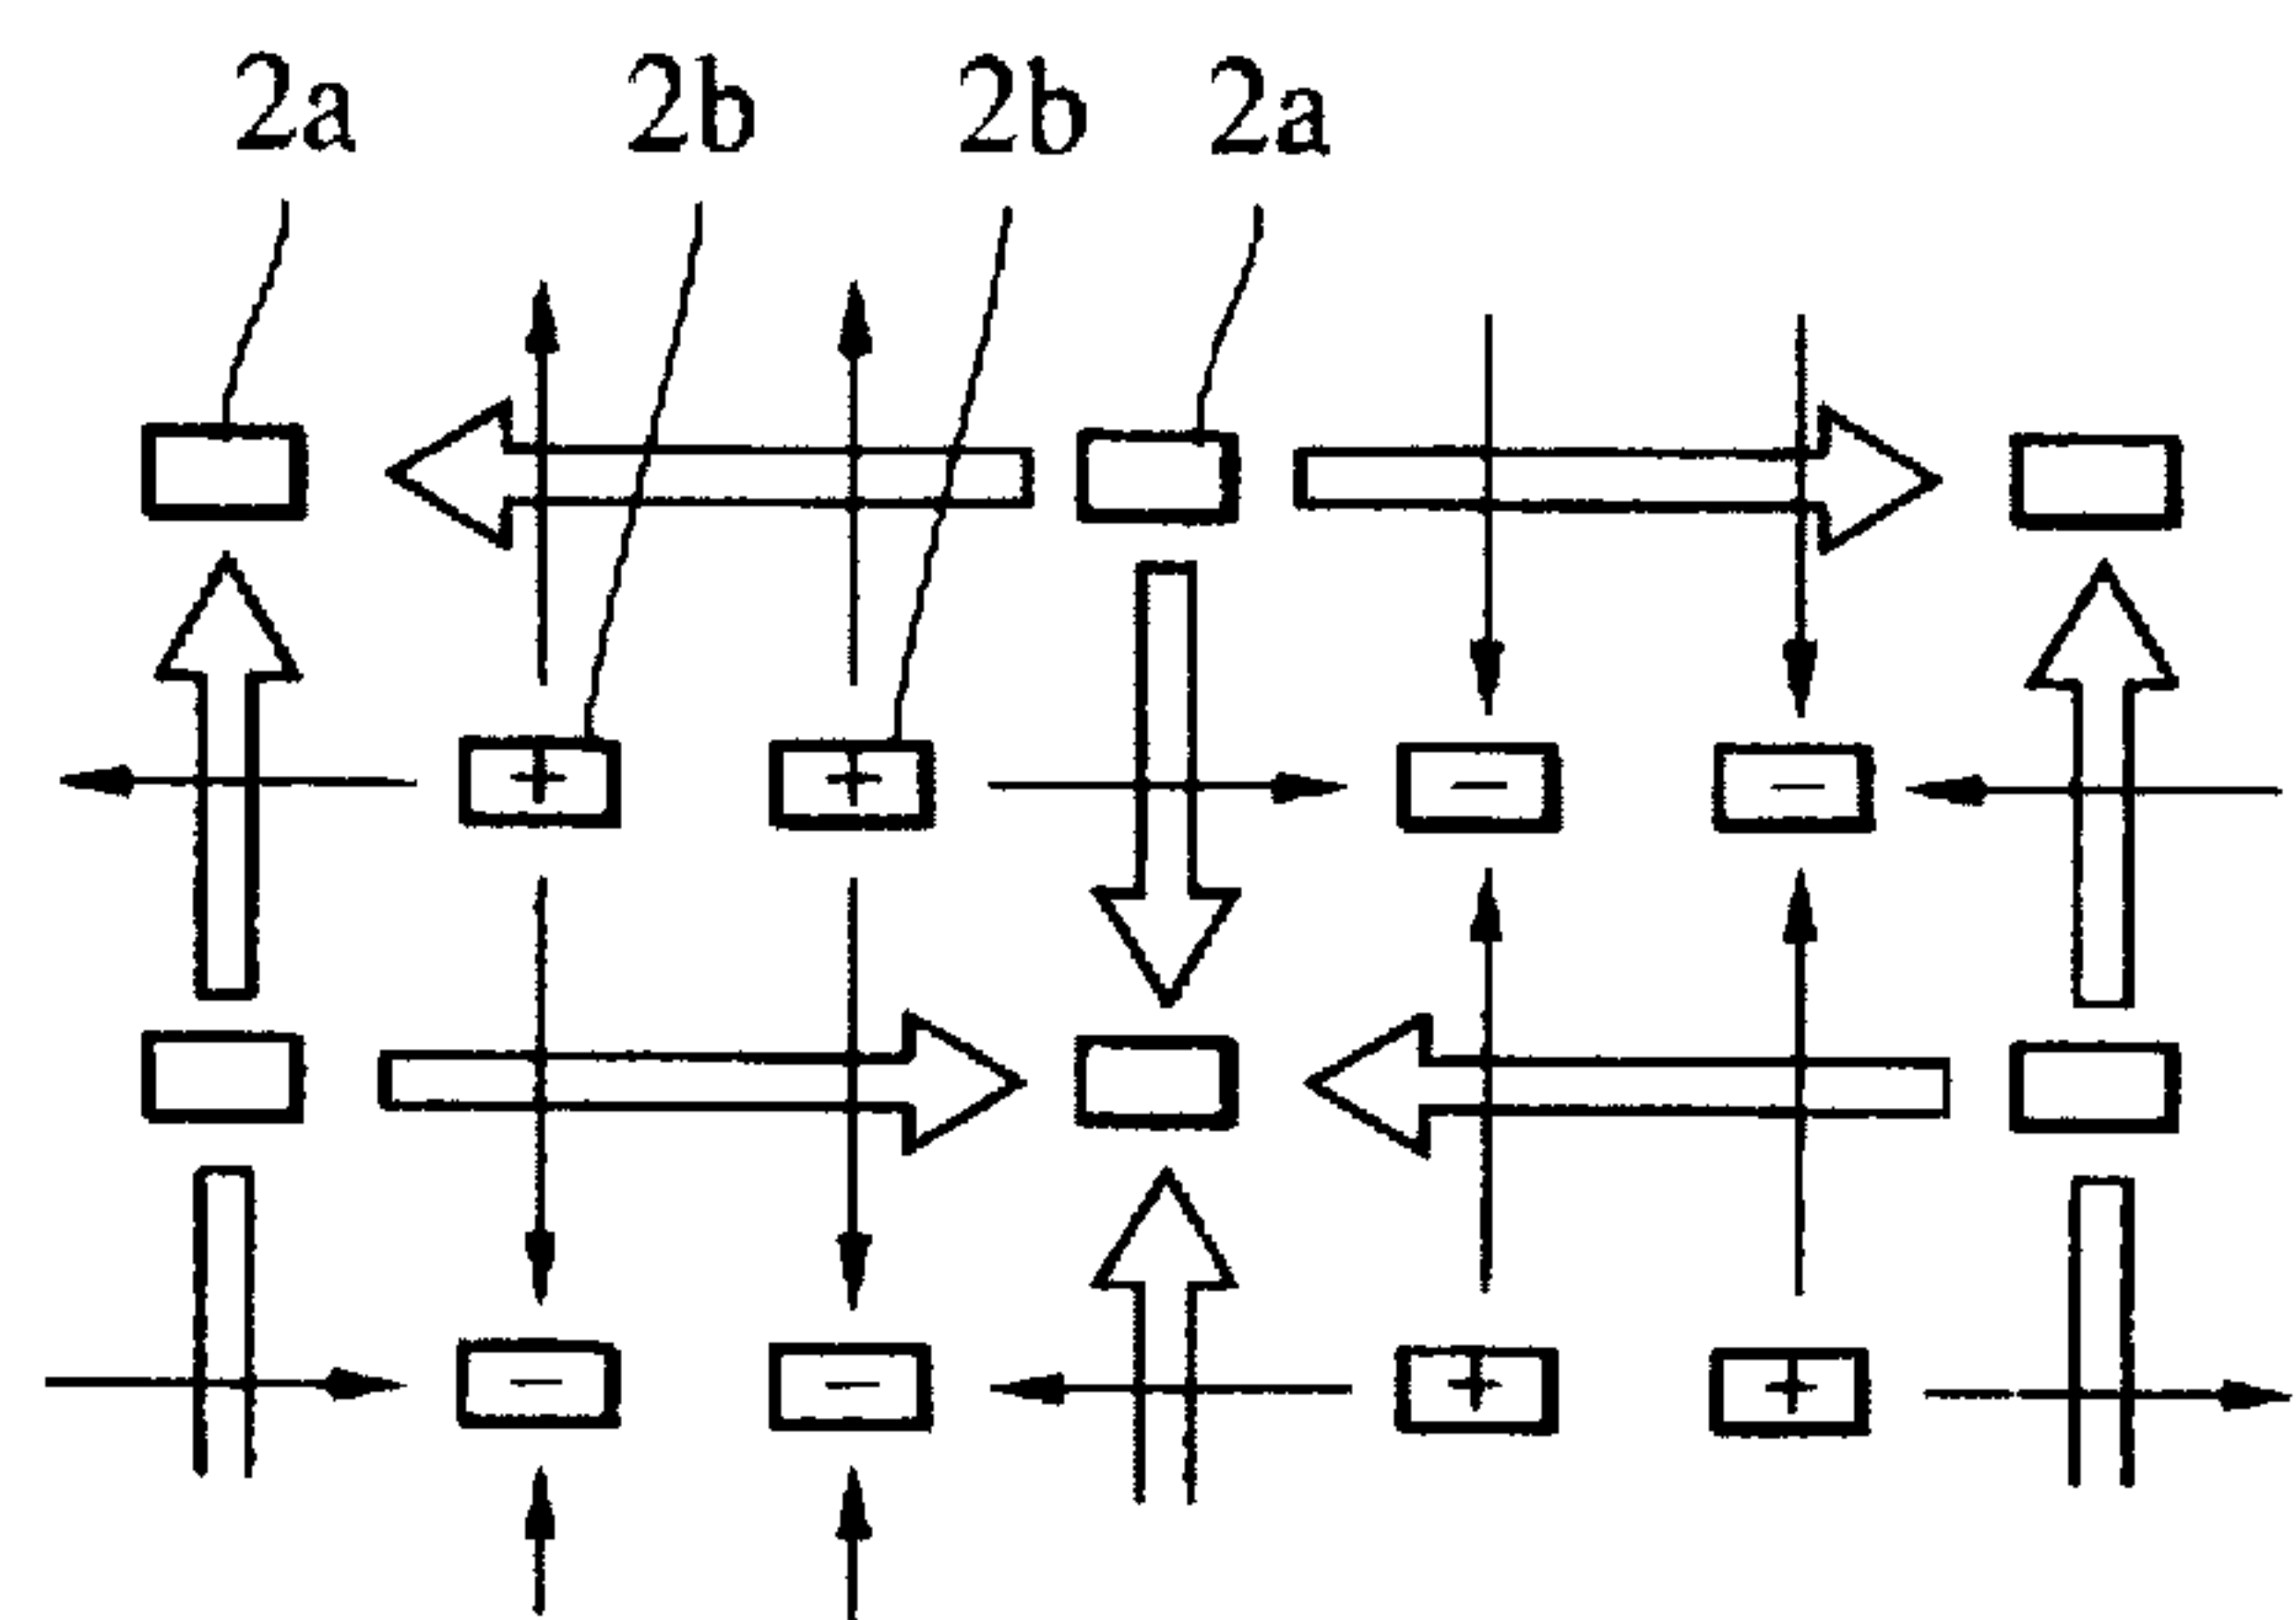 2a 2b 2b 2a
+ + − −
− − + +